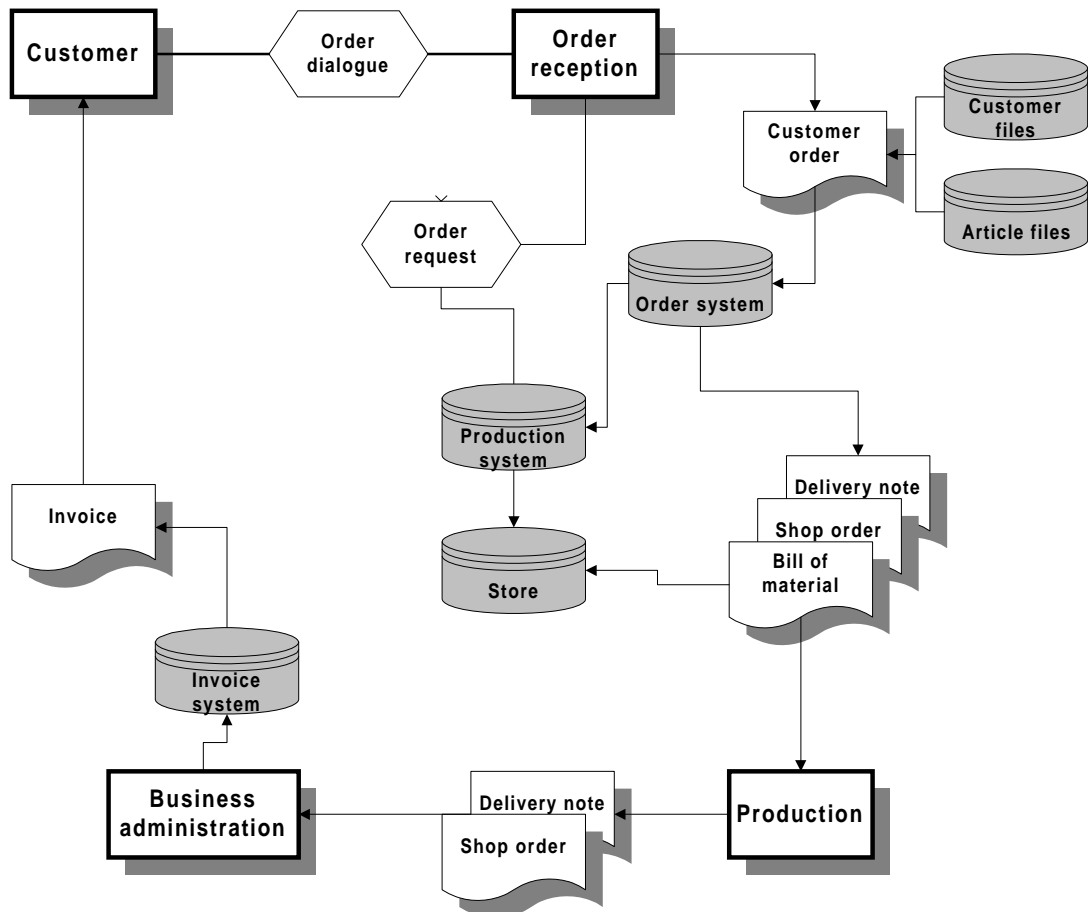 Customer
Order
dialogue
Order
reception
Customer
files
Customer
order
Article files
Order
request
Order system
Production
system
Delivery note
Shop order
Bill of
material
Invoice
Store
Invoice
system
Business
administration
Delivery note
Shop order
Production